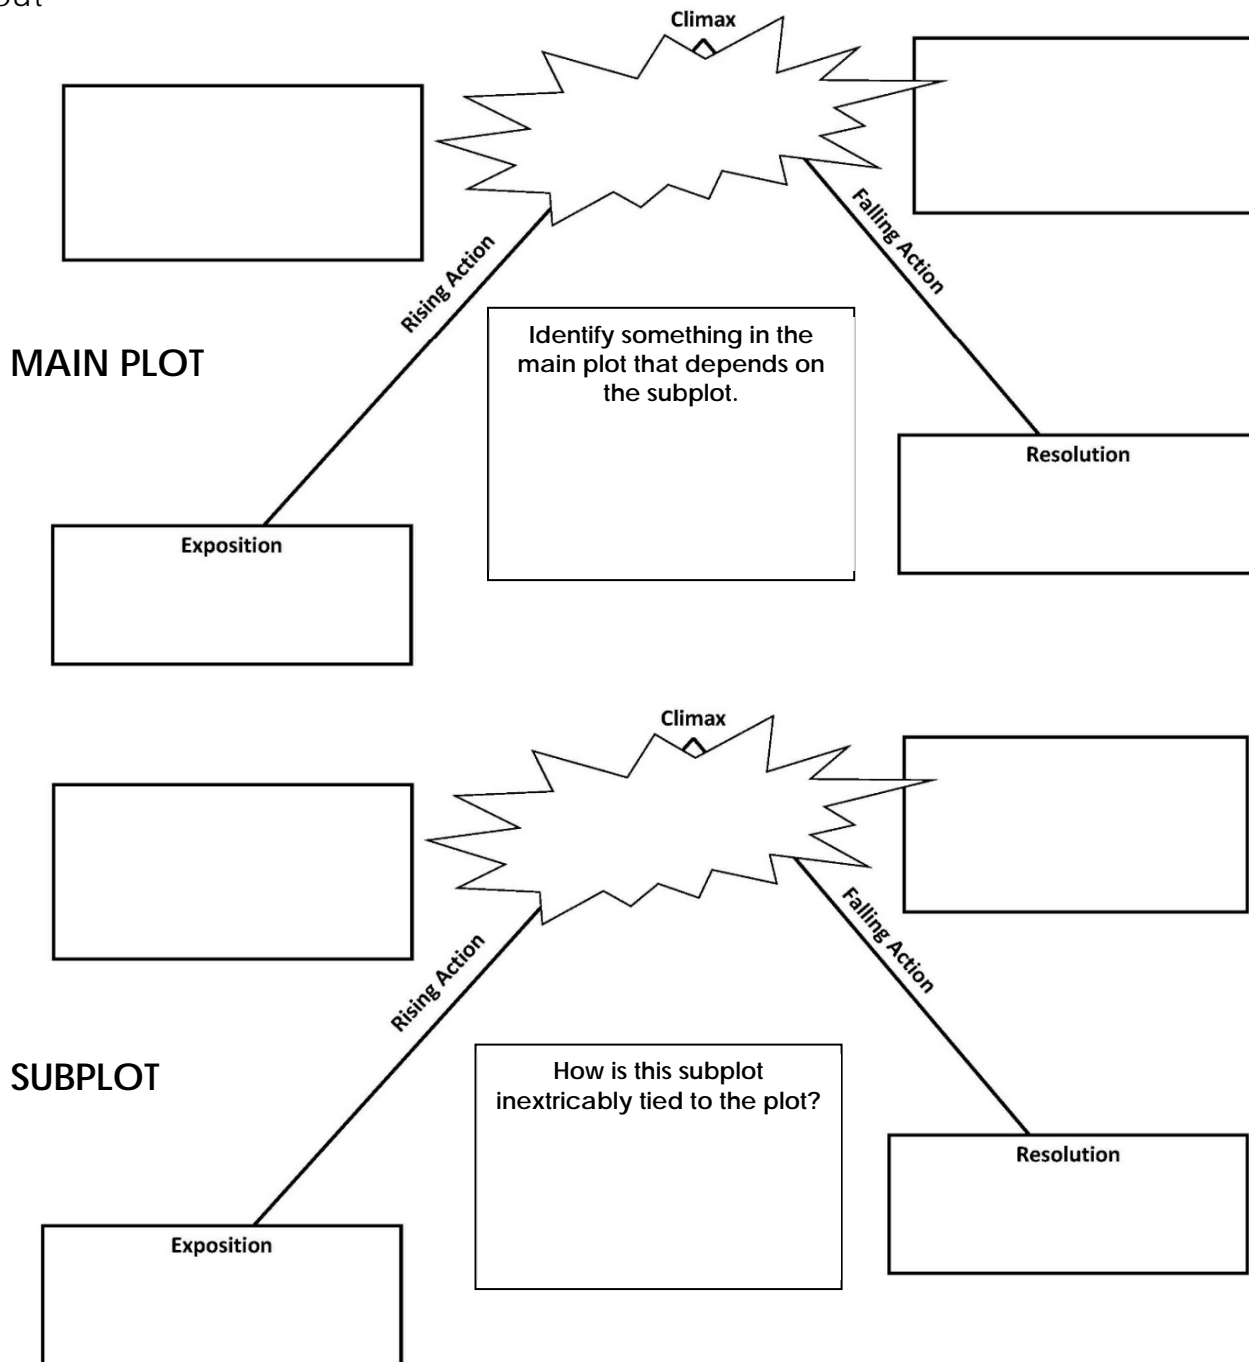 Climax
Rising Action
Falling Action
MAIN PLOT
Identify something in the
main plot that depends on
the subplot.
Resolution
Exposition
Climax
Rising Action
Falling Action
SUBPLOT
How is this subplot
inextricably tied to the plot?
Resolution
Exposition